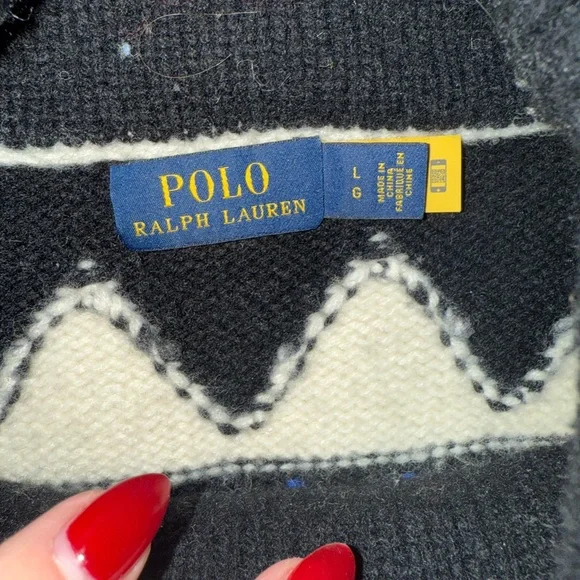 POLO
RALPH LAUREN
L
G
MADE IN
CHINA
FABRIQUÉ EN
CHINE